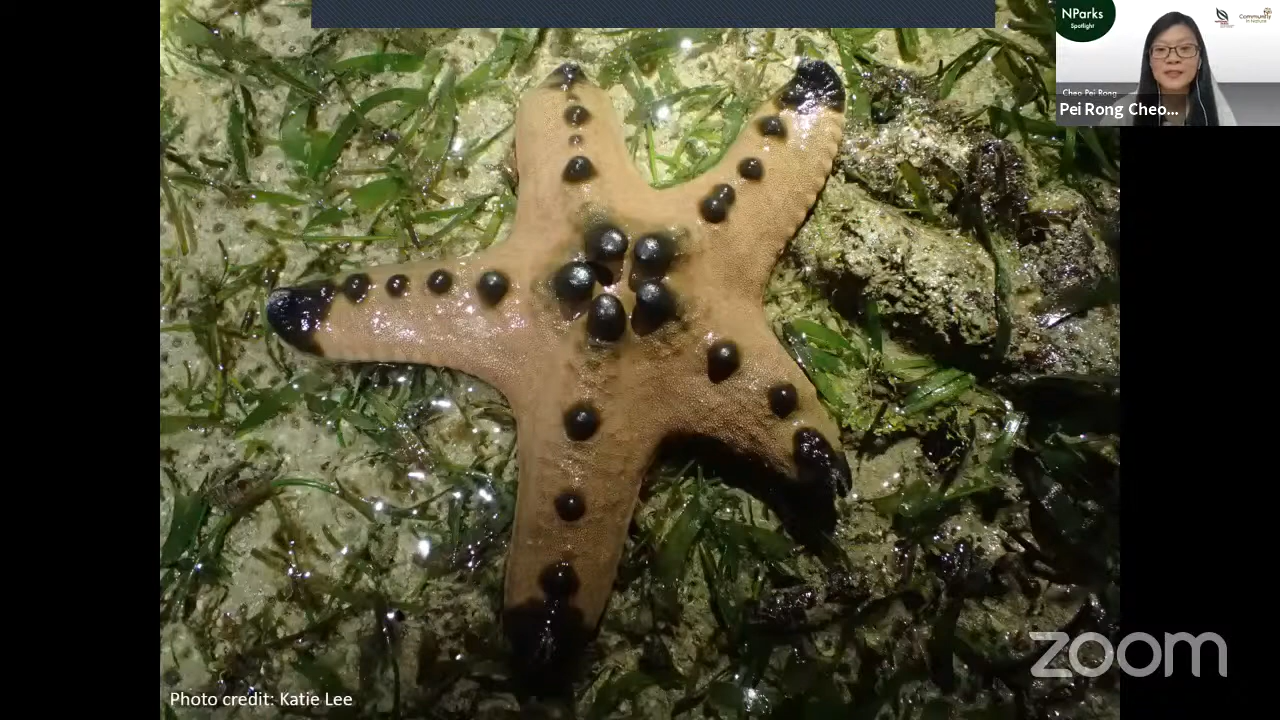 NParks
Spotlight
Community
in Nature
Cheo Pei Rong
Pei Rong Cheo...
zoom
Photo credit: Katie Lee